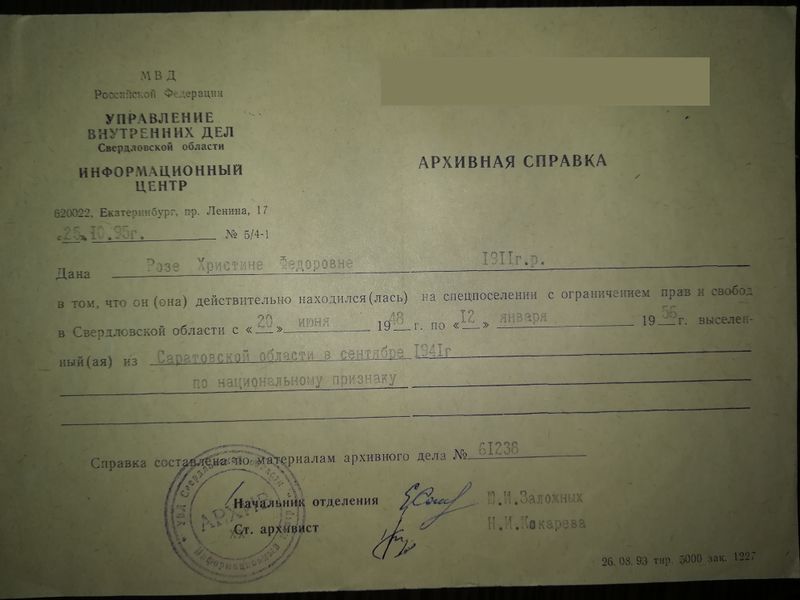 МВД
Российской Федерации
УПРАВЛЕНИЕ
ВНУТРЕННИХ ДЕЛ
Свердловской области
ИНФОРМАЦИОННЫЙ
ЦЕНТР
620022, Екатеринбург, пр. Ленина, 17
«25» 10.95г. № 5/4-1
АРХИВНАЯ СПРАВКА
Дана Розе Христине Федоровне 1911г.р.
в том, что он (она) действительно находился(лась) на спецпоселении с ограничением прав и свобод
в Свердловской области с «20» июня 1948 г. по «12» января 1956 г. выселен-
ный(ая) из Саратовской области в сентябре 1941г
по национальному признаку
Справка составлена по материалам архивного дела № 61236
Начальник отделения Ю.И.Заложных
Ст. архивист Н.И.Кокарева
АРХИВ
26.08.93 тир. 5000 зак. 1227